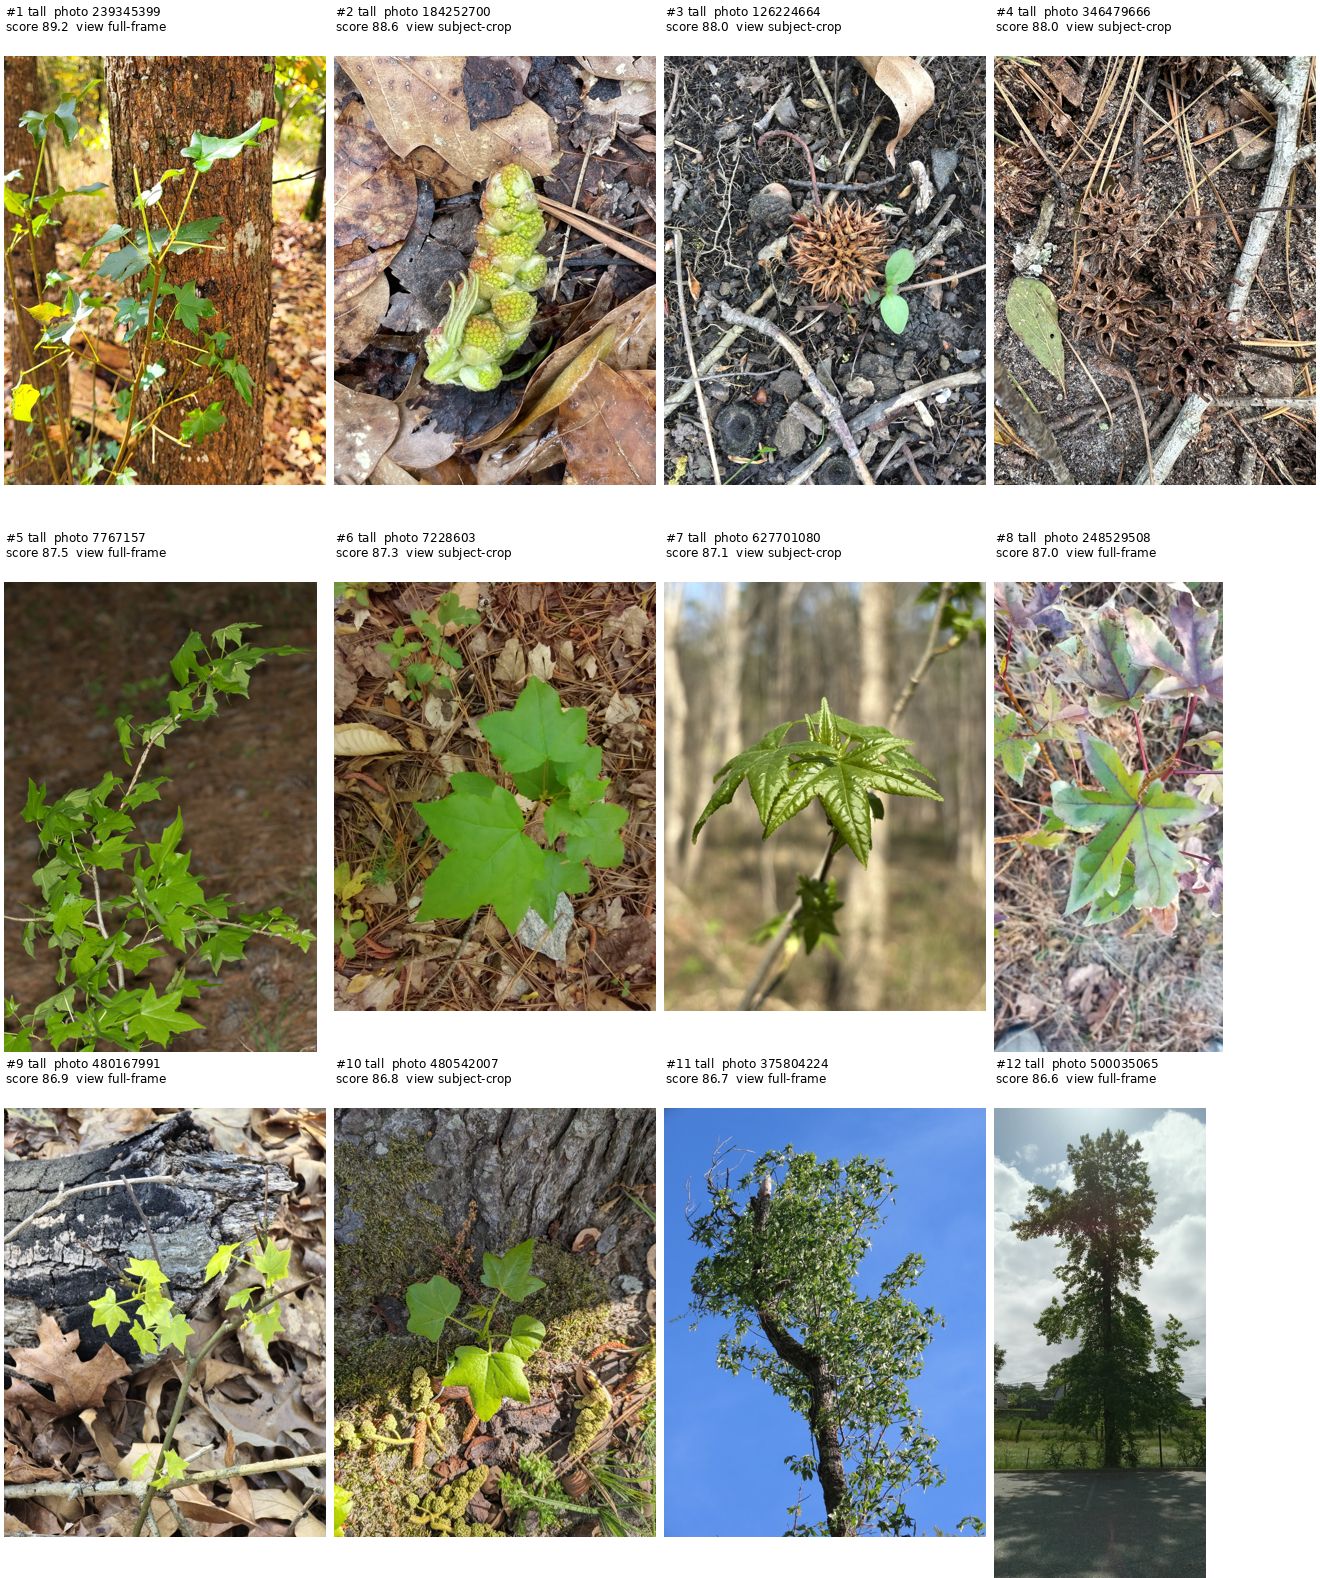 #1 tall photo 239345399
score 89.2 view full-frame
#2 tall photo 184252700
score 88.6 view subject-crop
#3 tall photo 126224664
score 88.0 view subject-crop
#4 tall photo 346479666
score 88.0 view subject-crop
#5 tall photo 7767157
score 87.5 view full-frame
#6 tall photo 7228603
score 87.3 view subject-crop
#7 tall photo 627701080
score 87.1 view subject-crop
#8 tall photo 248529508
score 87.0 view full-frame
#9 tall photo 480167991
score 86.9 view full-frame
#10 tall photo 480542007
score 86.8 view subject-crop
#11 tall photo 375804224
score 86.7 view full-frame
#12 tall photo 500035065
score 86.6 view full-frame